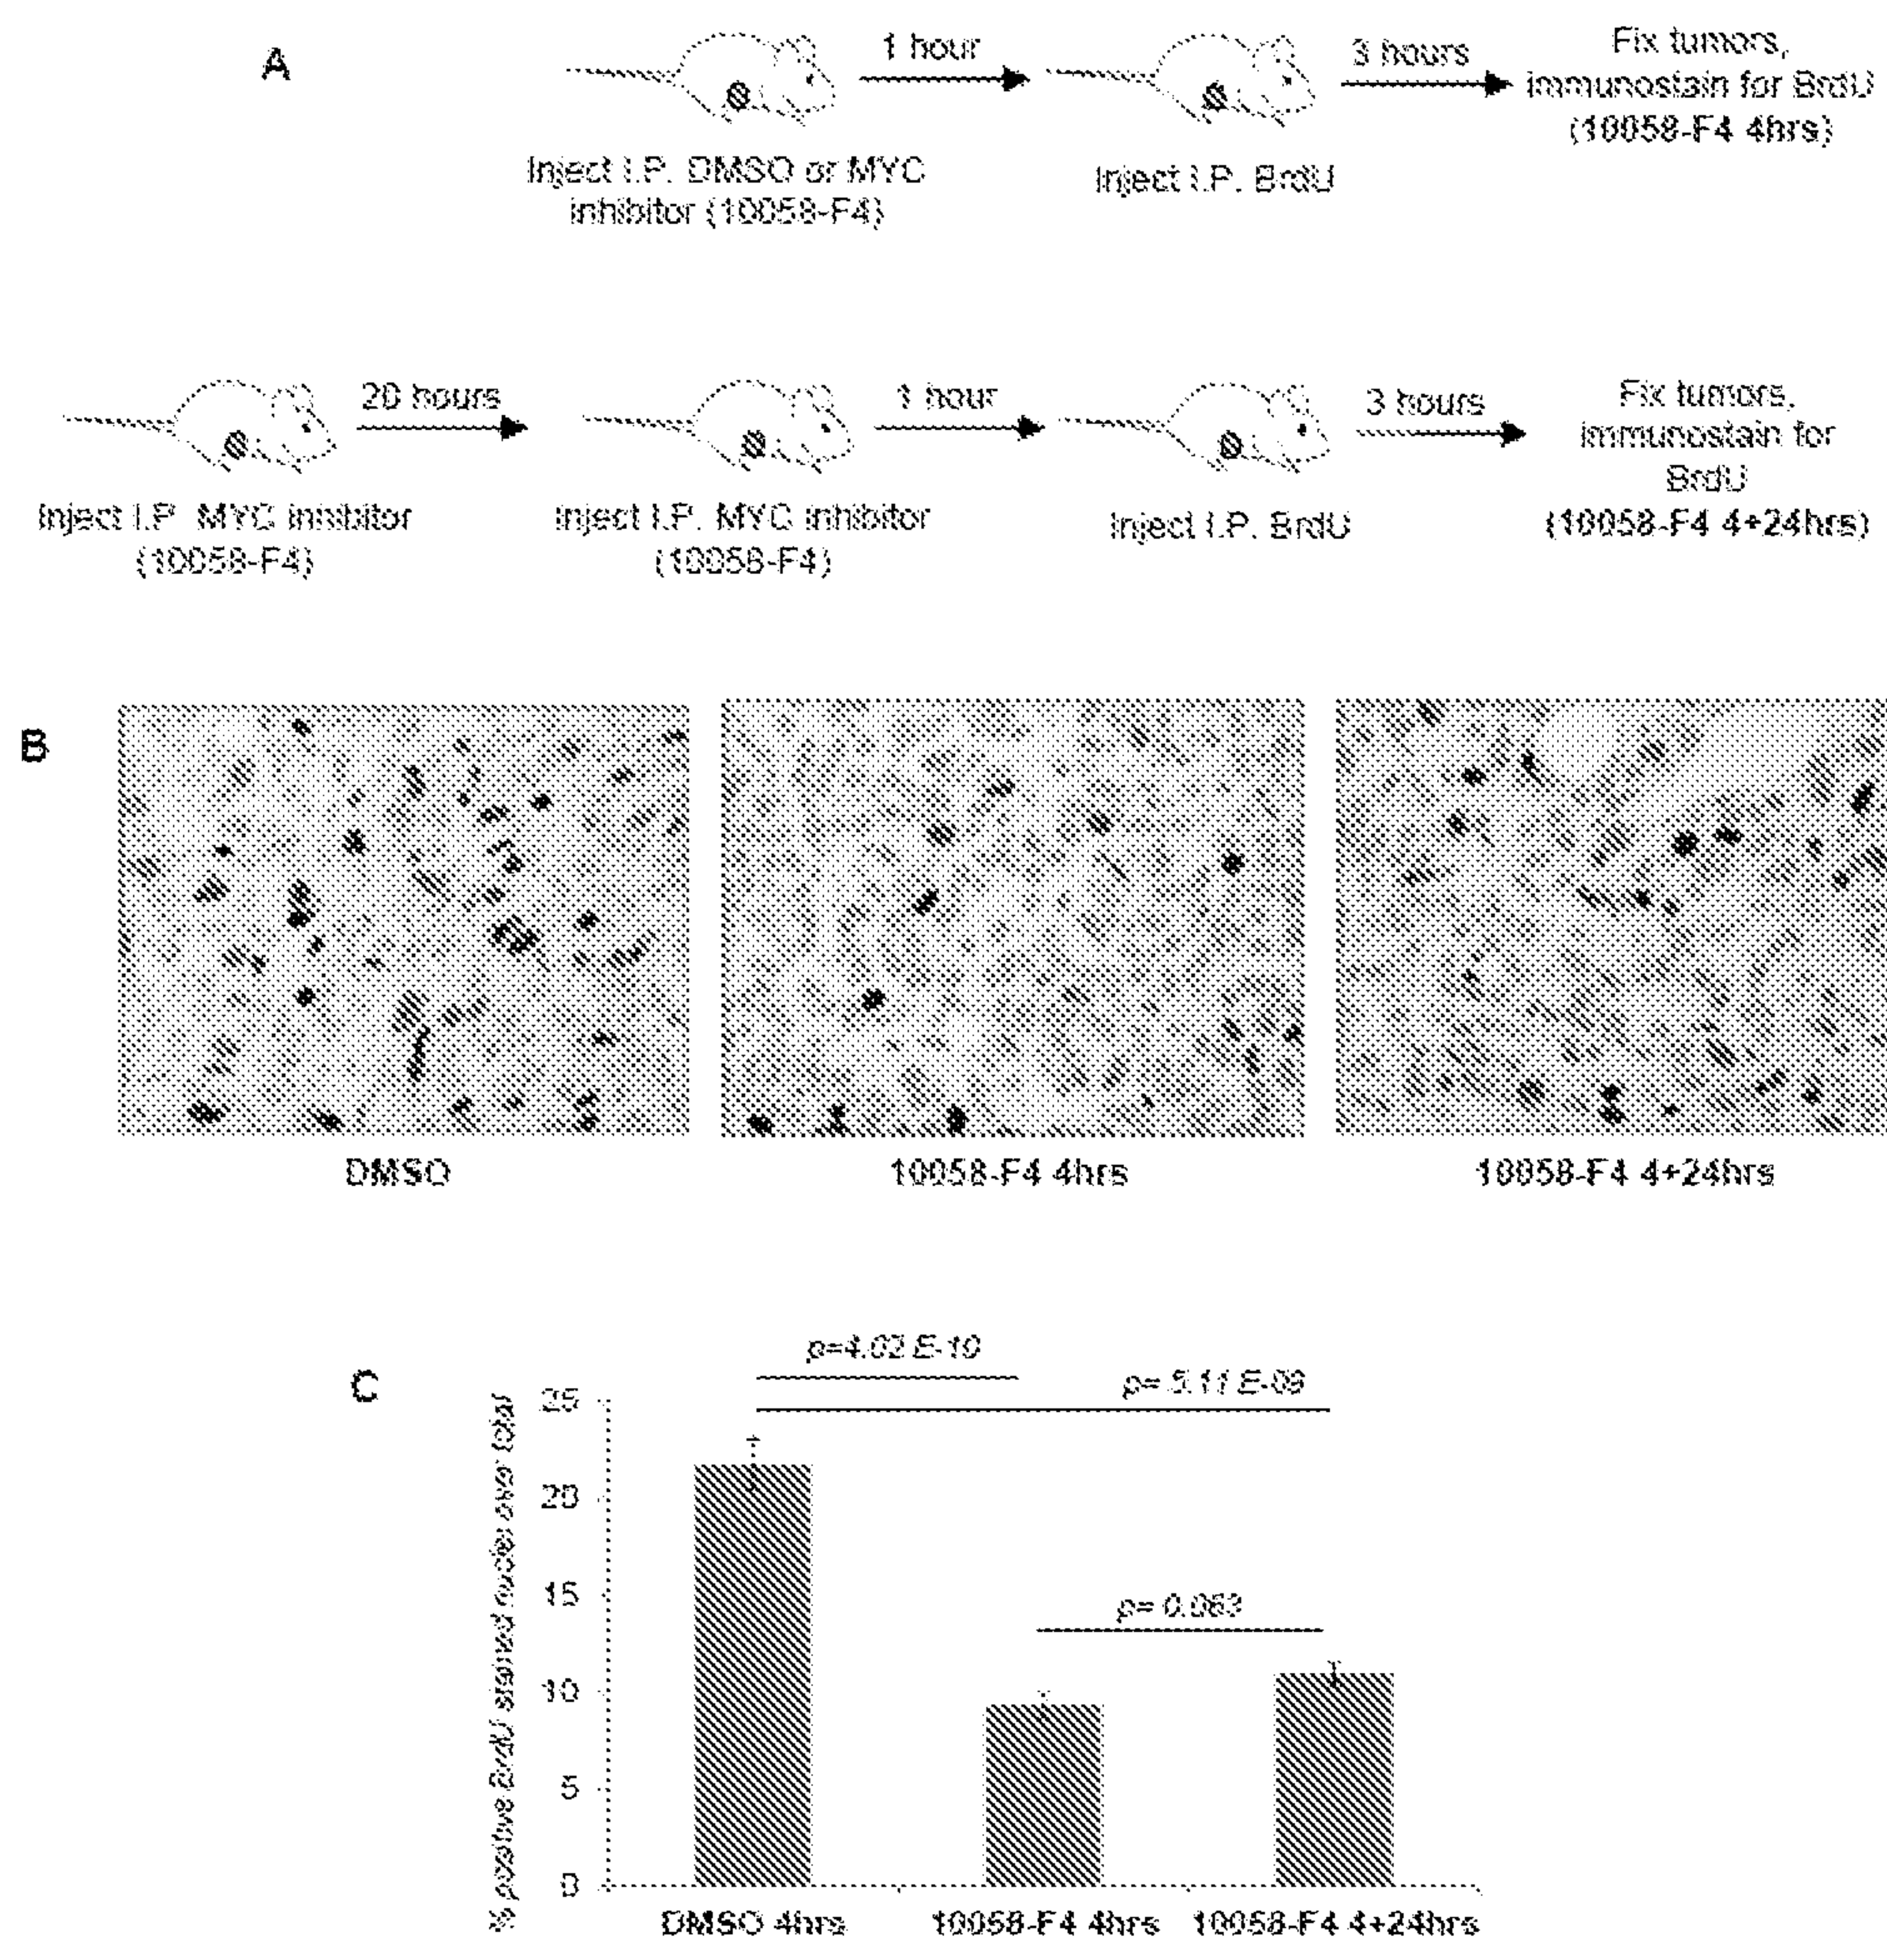 A
1 hour
3 hours
Fix tumors,
immunostain for BrdU
(10058-F4 4hrs)
Inject I.P. DMSO or MYC
inhibitor (10058-F4)
Inject I.P. BrdU
20 hours
1 hour
3 hours
Fix tumors,
immunostain for
BrdU
(10058-F4 4+24hrs)
Inject I.P. MYC inhibitor
(10058-F4)
Inject I.P. MYC inhibitor
(10058-F4)
Inject I.P. BrdU
B
DMSO
10058-F4 4hrs
10058-F4 4+24hrs
C
p=4.02 E-10
p= 5.11 E-09
p= 0.063
% positive BrdU stained nuclei over total
25
20
15
10
5
0
DMSO 4hrs
10058-F4 4hrs
10058-F4 4+24hrs